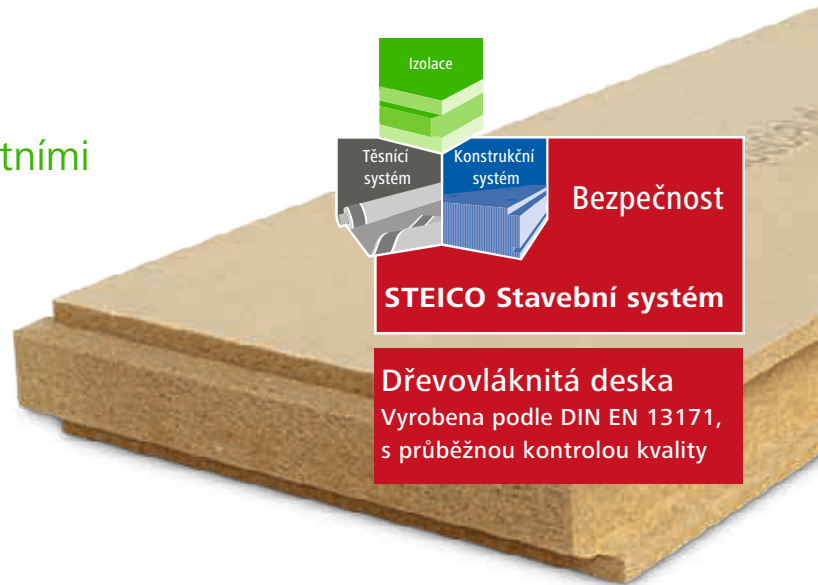 Izolace
tními
Těsnící
systém
Konstrukční
systém
Bezpečnost
STEICO Stavební systém
Dřevovláknitá deska
Vyrobena podle DIN EN 13171,
s průběžnou kontrolou kvality